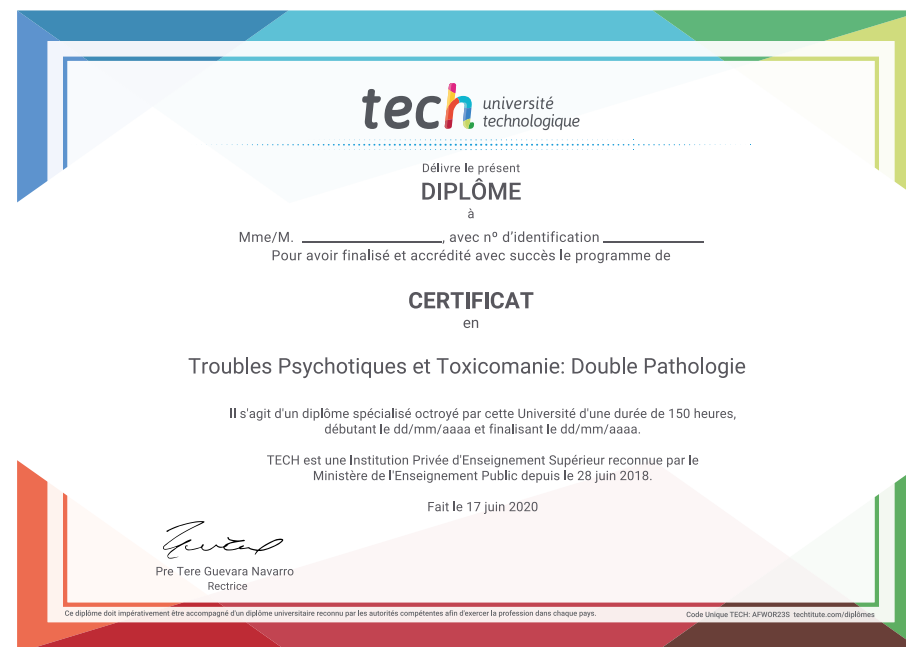 tech université
technologique
Délivre le présent
DIPLÔME
à
Mme/M. ____________________, avec nº d'identification ______________
Pour avoir finalisé et accrédité avec succès le programme de
CERTIFICAT
en
Troubles Psychotiques et Toxicomanie: Double Pathologie
Il s'agit d'un diplôme spécialisé octroyé par cette Université d'une durée de 150 heures,
débutant le dd/mm/aaaa et finalisant le dd/mm/aaaa.
TECH est une Institution Privée d'Enseignement Supérieur reconnue par le
Ministère de l'Enseignement Public depuis le 28 juin 2018.
Fait le 17 juin 2020
Pre Tere Guevara Navarro
Rectrice
Ce diplôme doit impérativement être accompagné d'un diplôme universitaire reconnu par les autorités compétentes afin d'exercer la profession dans chaque pays.
Code Unique TECH: AFWOR23S techtitute.com/diplômes